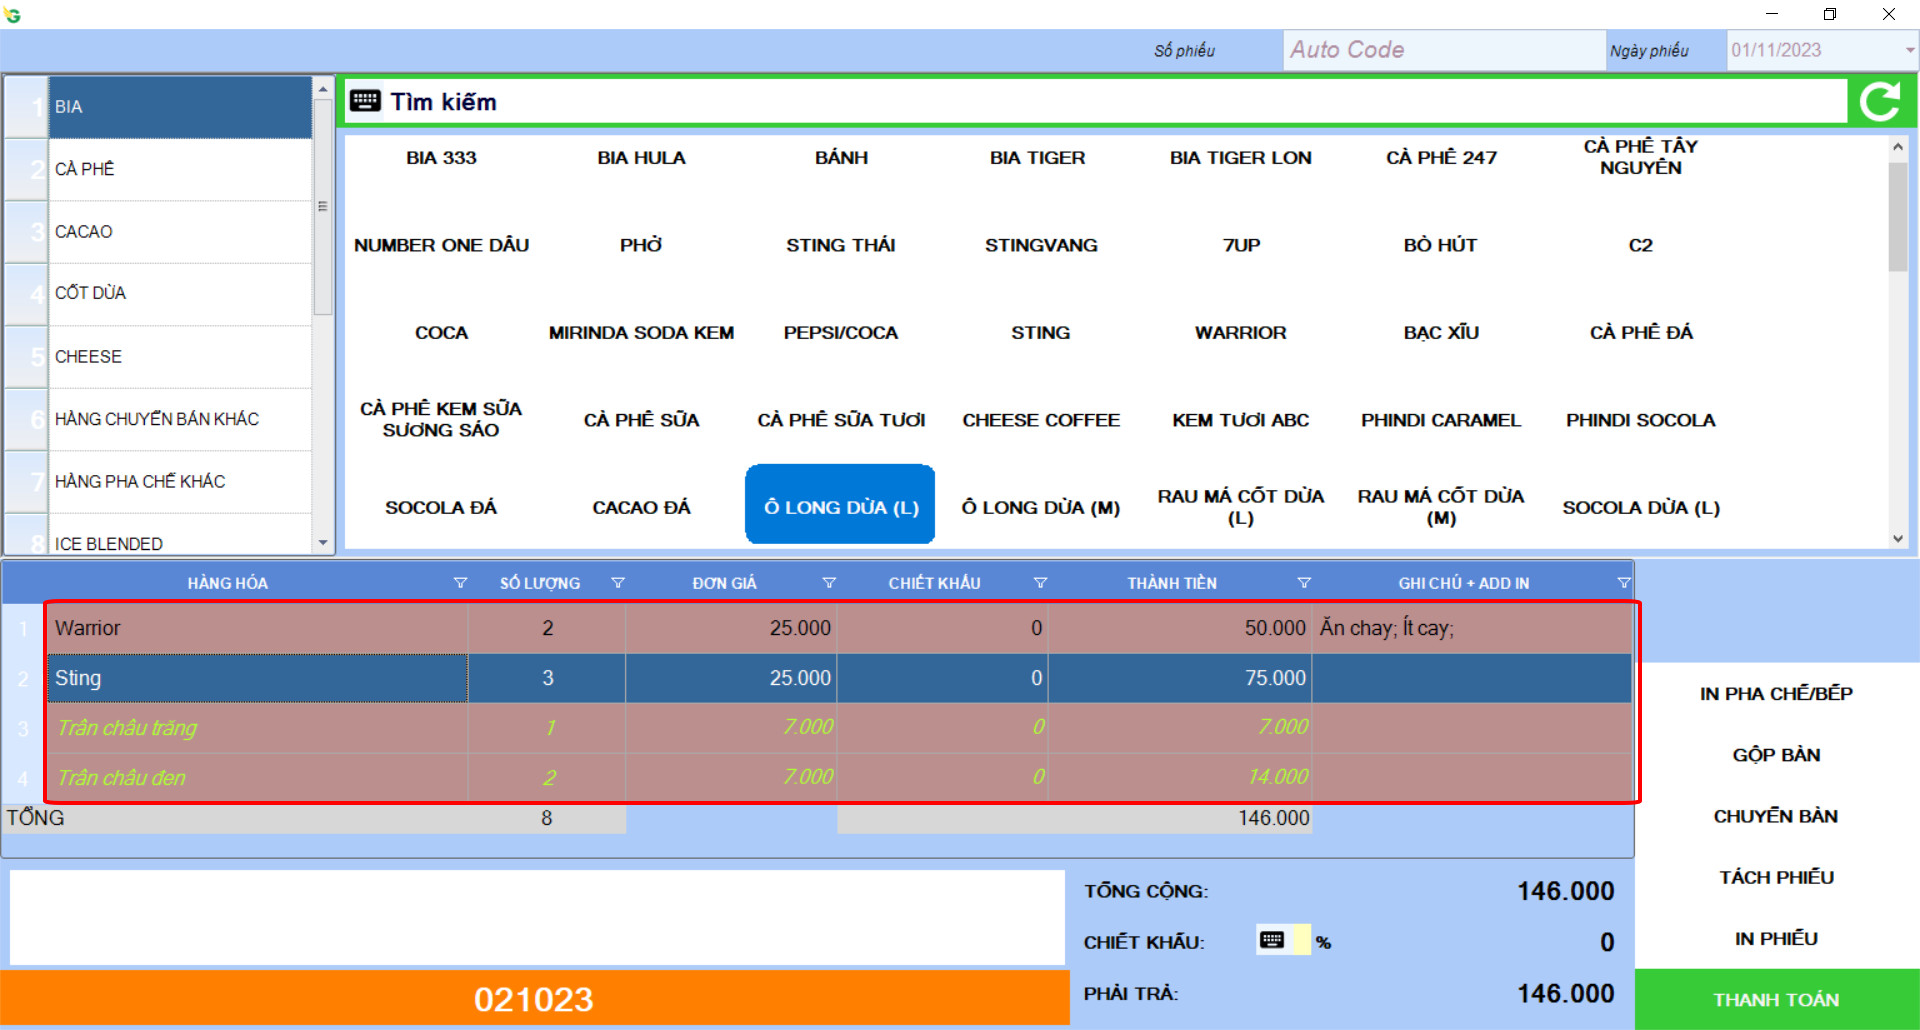 Số phiếu
Auto Code
Ngày phiếu
01/11/2023
1 BIA
2 CÀ PHÊ
3 CACAO
4 CỐT DỪA
5 CHEESE
6 HÀNG CHUYỂN BÁN KHÁC
7 HÀNG PHA CHẾ KHÁC
8 ICE BLENDED
Tìm kiếm
BIA 333 BIA HULA BÁNH BIA TIGER BIA TIGER LON CÀ PHÊ 247 CÀ PHÊ TÂY
NGUYÊN
NUMBER ONE DÂU PHỞ STING THÁI STINGVANG 7UP BÒ HÚT C2
COCA MIRINDA SODA KEM PEPSI/COCA STING WARRIOR BẠC XỈU CÀ PHÊ ĐÁ
CÀ PHÊ KEM SỮA
SƯƠNG SÁO
CÀ PHÊ SỮA CÀ PHÊ SỮA TƯƠI CHEESE COFFEE KEM TƯƠI ABC PHINDI CARAMEL PHINDI SOCOLA
SOCOLA ĐÁ CACAO ĐÁ Ô LONG DỪA (L) Ô LONG DỪA (M)
RAU MÁ CỐT DỪA
(L)
RAU MÁ CỐT DỪA
(M)
SOCOLA DỪA (L)
HÀNG HÓA SỐ LƯỢNG ĐƠN GIÁ CHIẾT KHẤU THÀNH TIỀN GHI CHÚ + ADD IN
1 Warrior 2 25.000 0 50.000 Ăn chay; Ít cay;
2 Sting 3 25.000 0 75.000
3 Trân châu trắng 1 7.000 0 7.000
4 Trân châu đen 2 7.000 0 14.000
TỔNG 8 146.000
IN PHA CHẾ/BẾP
GỘP BÀN
CHUYỂN BÀN
TÁCH PHIẾU
IN PHIẾU
THANH TOÁN
TỔNG CỘNG: 146.000
CHIẾT KHẤU: % 0
PHẢI TRẢ: 146.000
021023